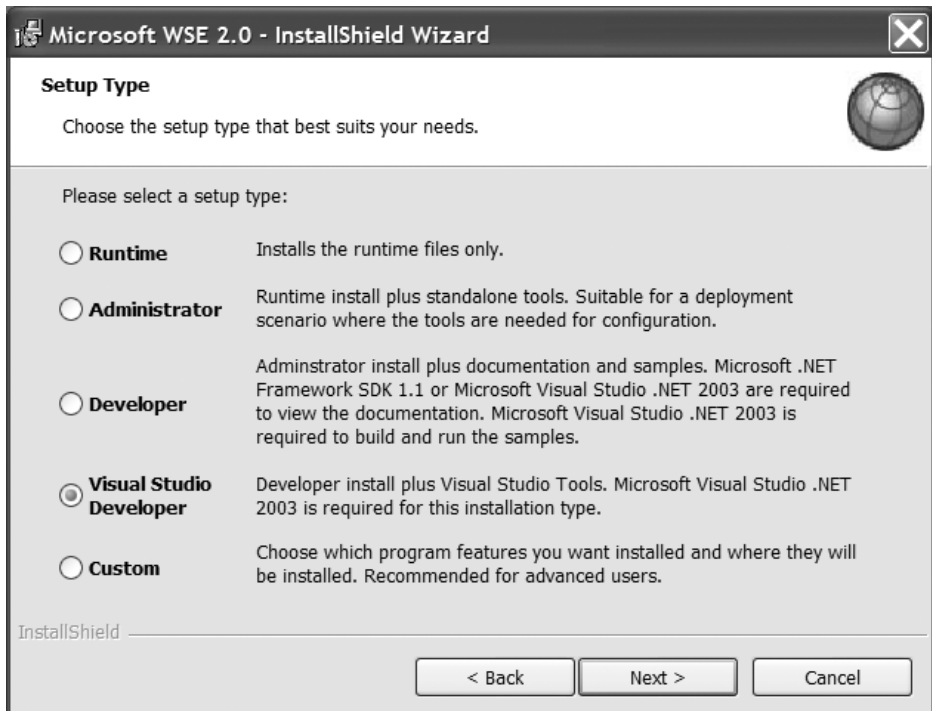 Microsoft WSE 2.0 - InstallShield Wizard
Setup Type
Choose the setup type that best suits your needs.
Please select a setup type:
Runtime
Installs the runtime files only.
Administrator
Runtime install plus standalone tools. Suitable for a deployment
scenario where the tools are needed for configuration.
Developer
Adminstrator install plus documentation and samples. Microsoft .NET
Framework SDK 1.1 or Microsoft Visual Studio .NET 2003 are required
to view the documentation. Microsoft Visual Studio .NET 2003 is
required to build and run the samples.
Visual Studio
Developer
Developer install plus Visual Studio Tools. Microsoft Visual Studio .NET
2003 is required for this installation type.
Custom
Choose which program features you want installed and where they will
be installed. Recommended for advanced users.
InstallShield
< Back
Next >
Cancel